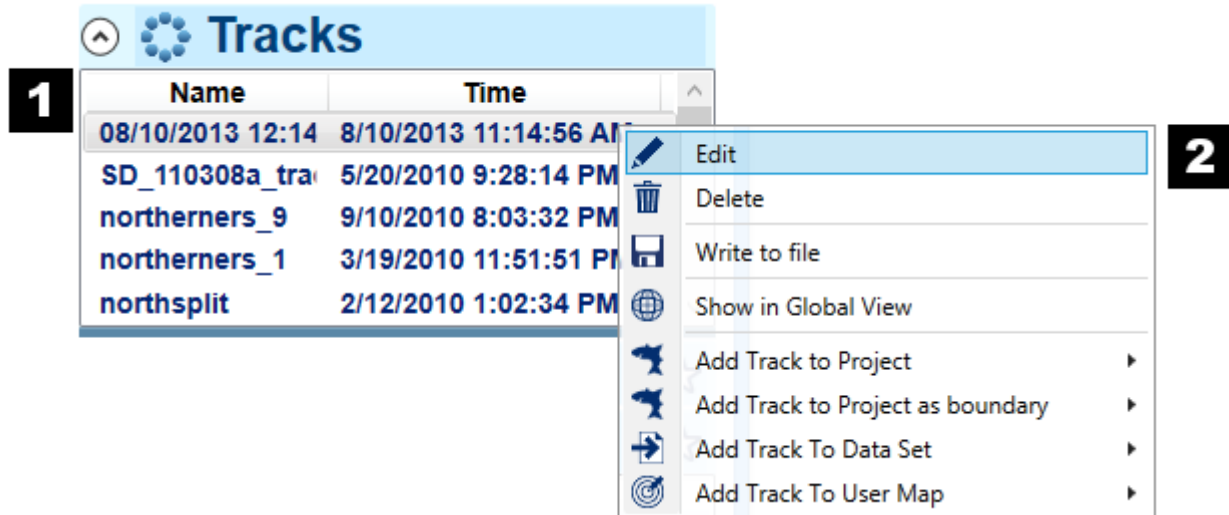 Tracks
1
Name Time
08/10/2013 12:14 8/10/2013 11:14:56 AM
SD_110308a_tra 5/20/2010 9:28:14 PM
northerners_9 9/10/2010 8:03:32 PM
northerners_1 3/19/2010 11:51:51 PM
northsplit 2/12/2010 1:02:34 PM
2
Edit
Delete
Write to file
Show in Global View
Add Track to Project
Add Track to Project as boundary
Add Track To Data Set
Add Track To User Map